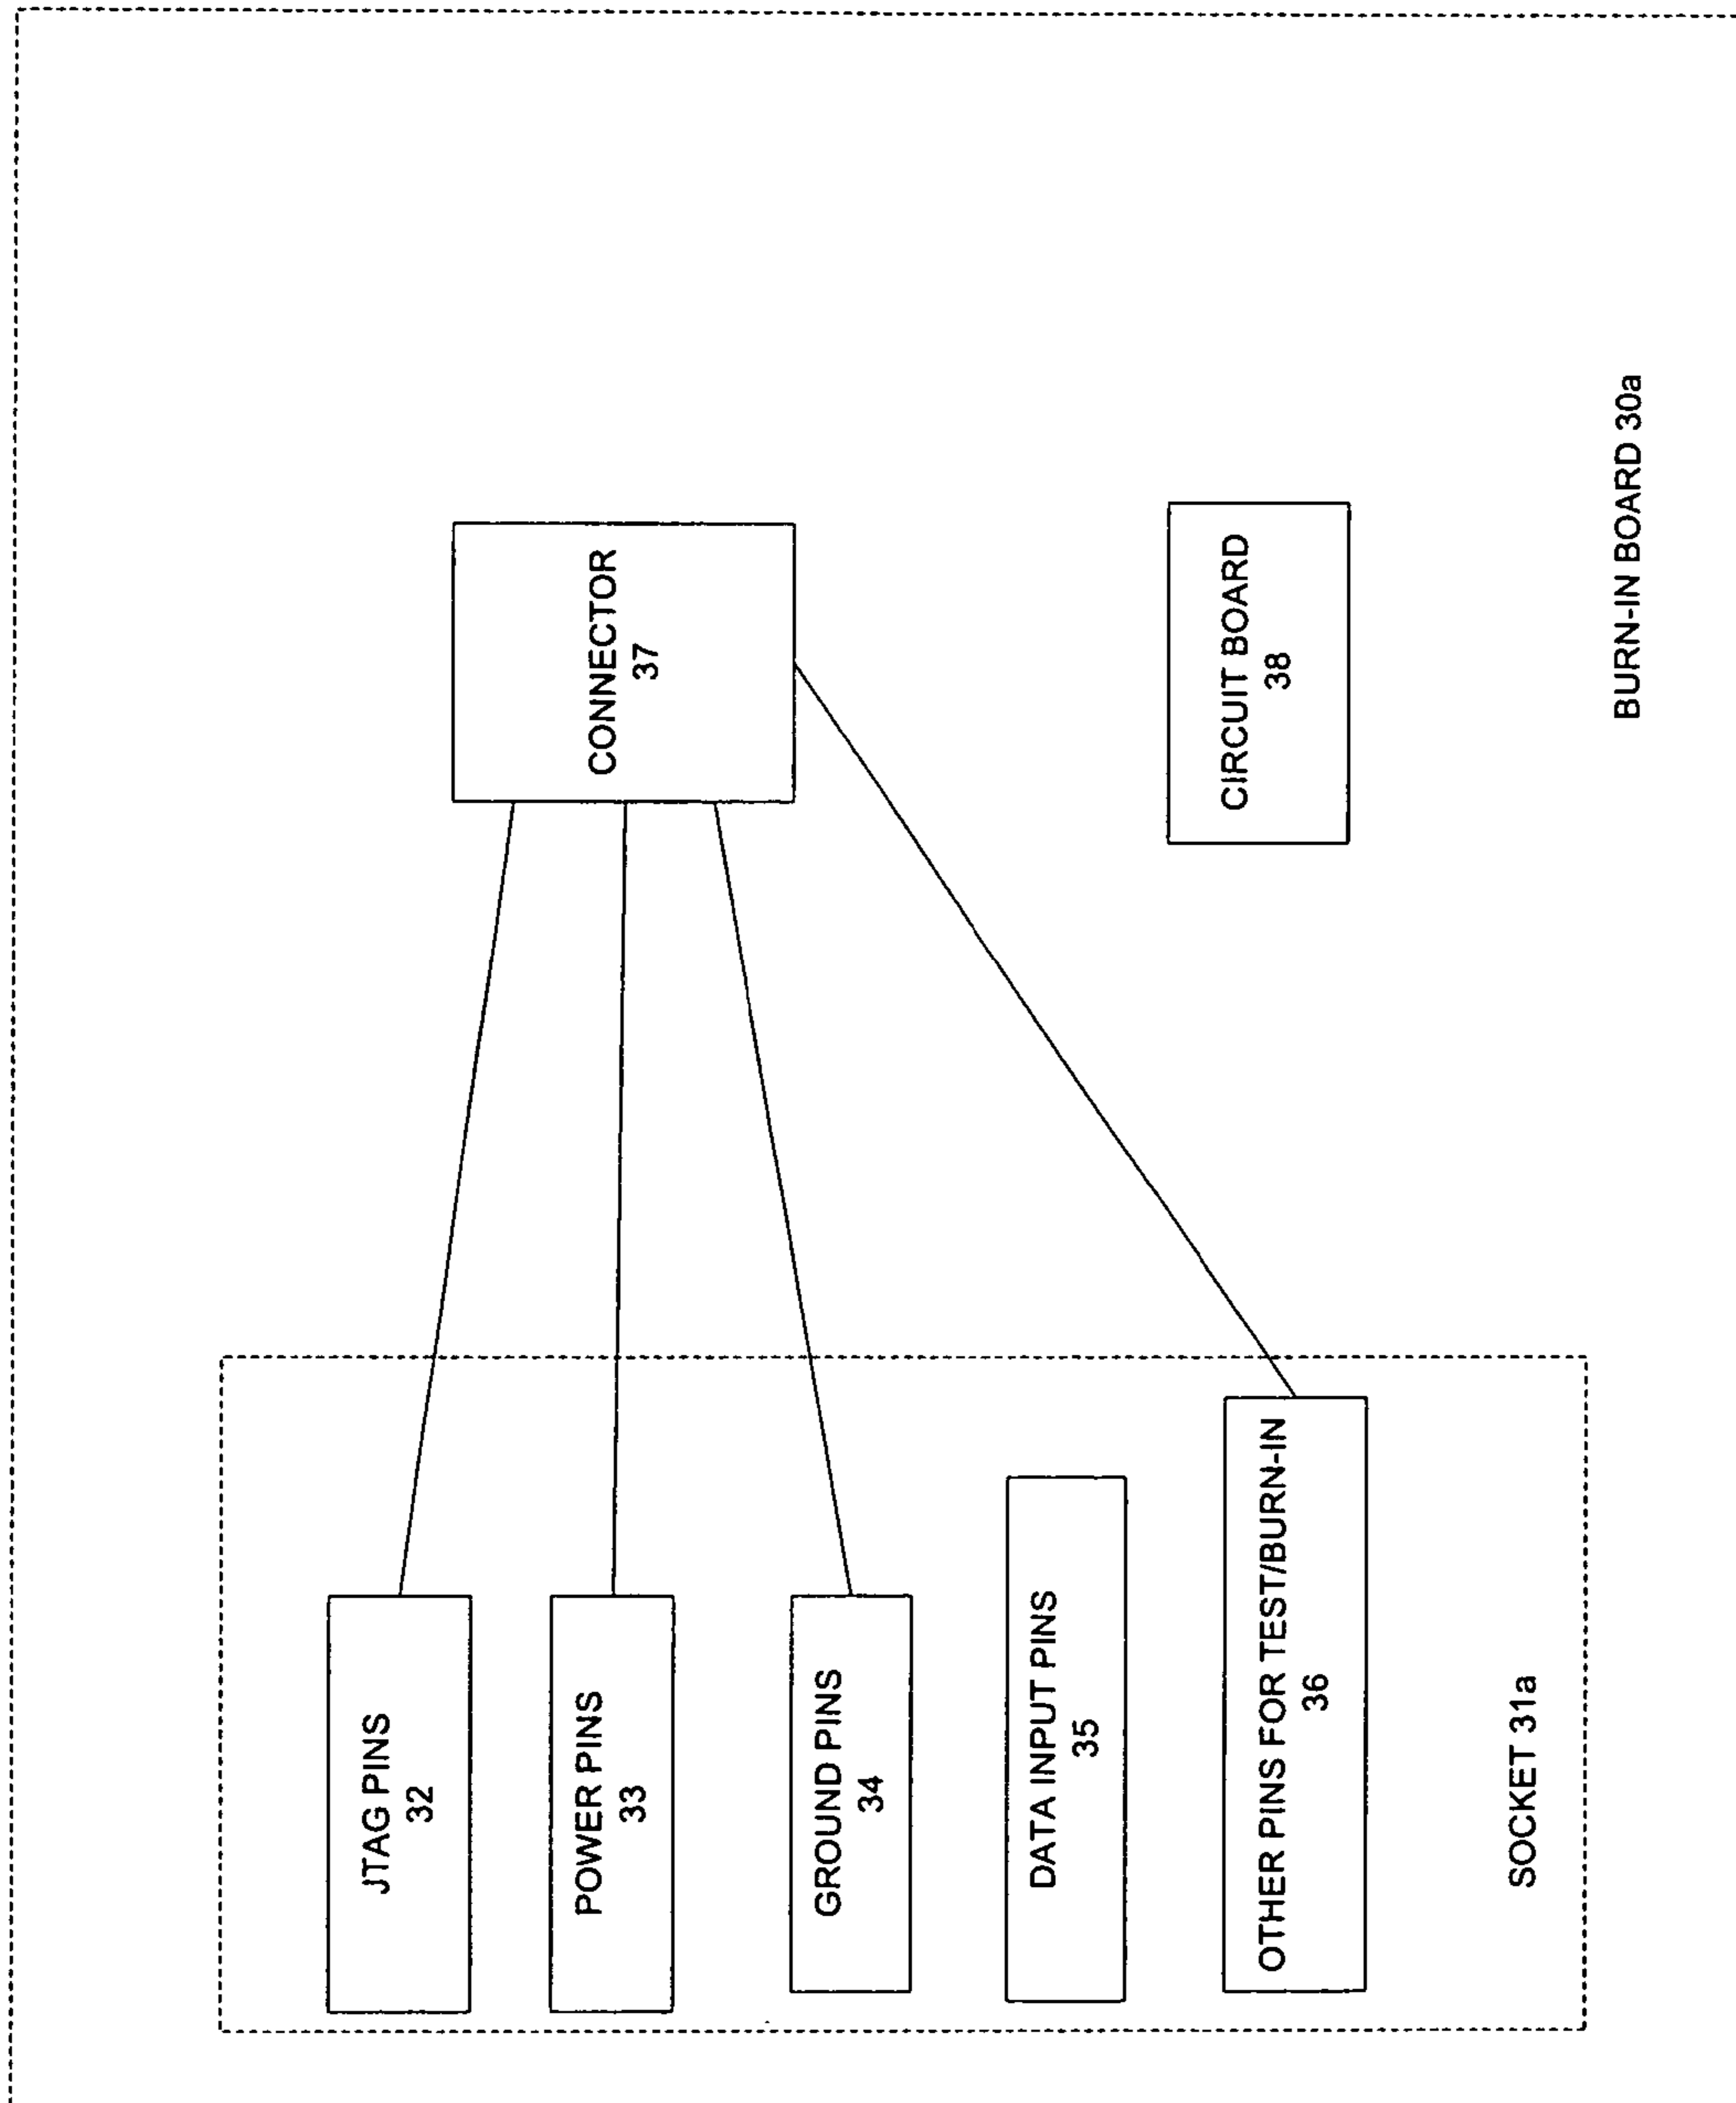 JTAG PINS
32
POWER PINS
33
GROUND PINS
34
DATA INPUT PINS
35
OTHER PINS FOR TEST/BURN-IN
36
SOCKET 31a
CONNECTOR
37
CIRCUIT BOARD
38
BURN-IN BOARD 30a